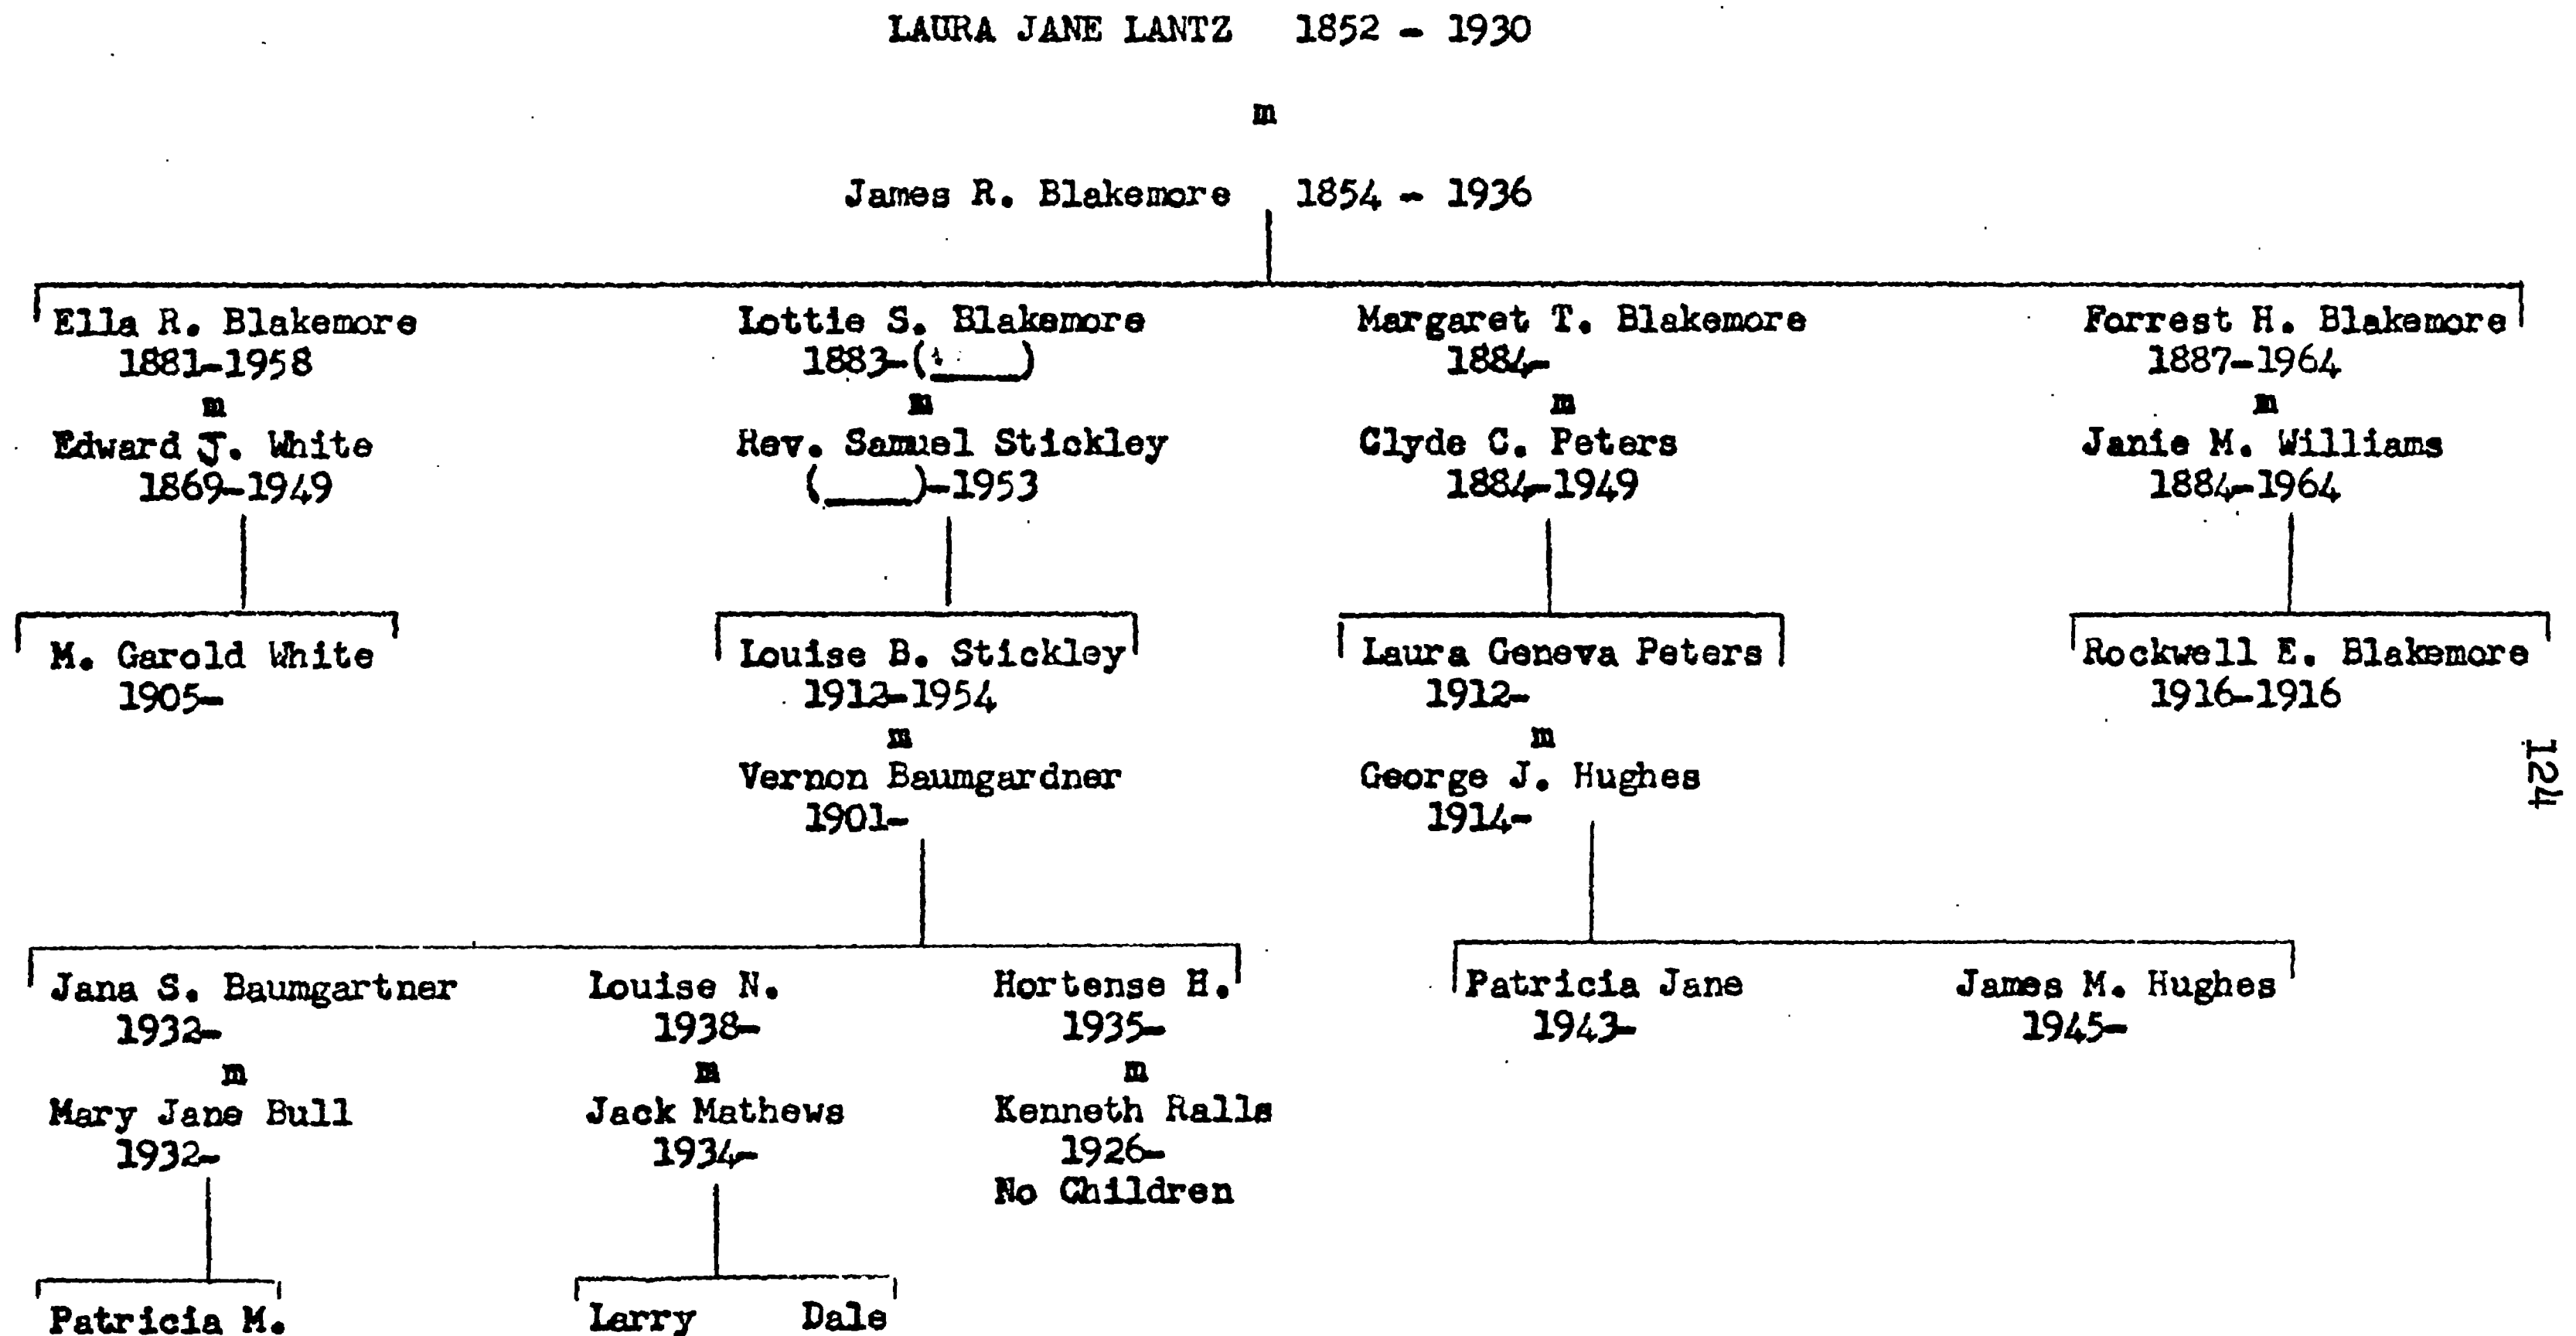 LAURA JANE LANTZ 1852 - 1930
m
James R. Blakemore 1854 - 1936
Ella R. Blakemore
1881-1958
m
Edward J. White
1869-1949
Lottie S. Blakemore
1883-(____)
m
Rev. Samuel Stickley
(____)-1953
Margaret T. Blakemore
1884-
m
Clyde C. Peters
1884-1949
Forrest H. Blakemore
1887-1964
m
Janie M. Williams
1884-1964
M. Garold White
1905-
Louise B. Stickley
1912-1954
m
Vernon Baumgardner
1901-
Laura Geneva Peters
1912-
m
George J. Hughes
1914-
Rockwell E. Blakemore
1916-1916
124
Jana S. Baumgartner
1932-
m
Mary Jane Bull
1932-
Louise N.
1938-
m
Jack Mathews
1934-
Hortense H.
1935-
m
Kenneth Ralls
1926-
No Children
Patricia Jane
1943-
James M. Hughes
1945-
Patricia M.
Larry Dale